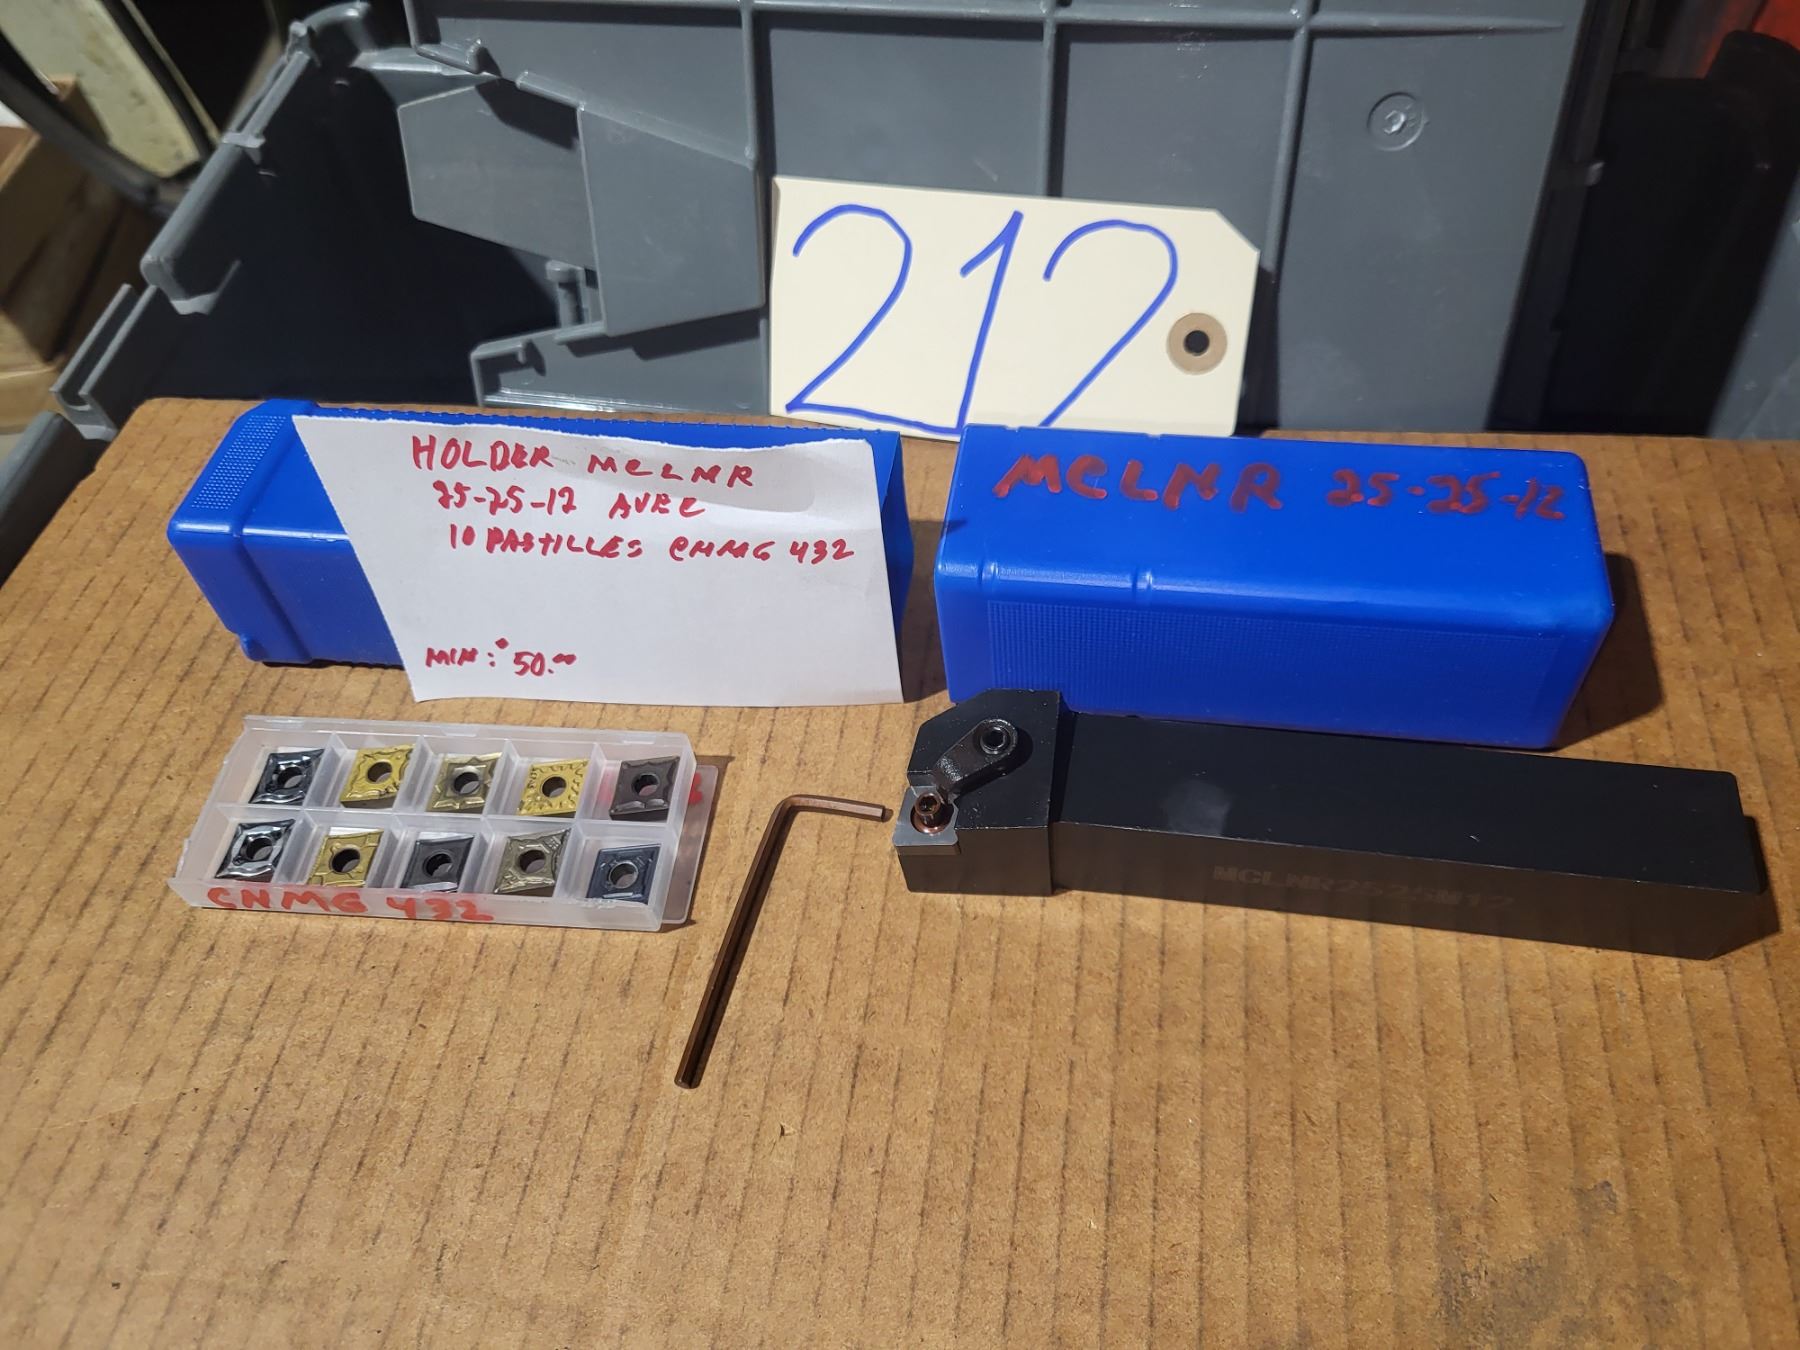 212
HOLDER MCLNR
25-25-12 AVEC
10 PASTILLES CNMG 432
MIN: $50.00
MCLNR 25-25-12
CNMG 432
MCLNR2525M12